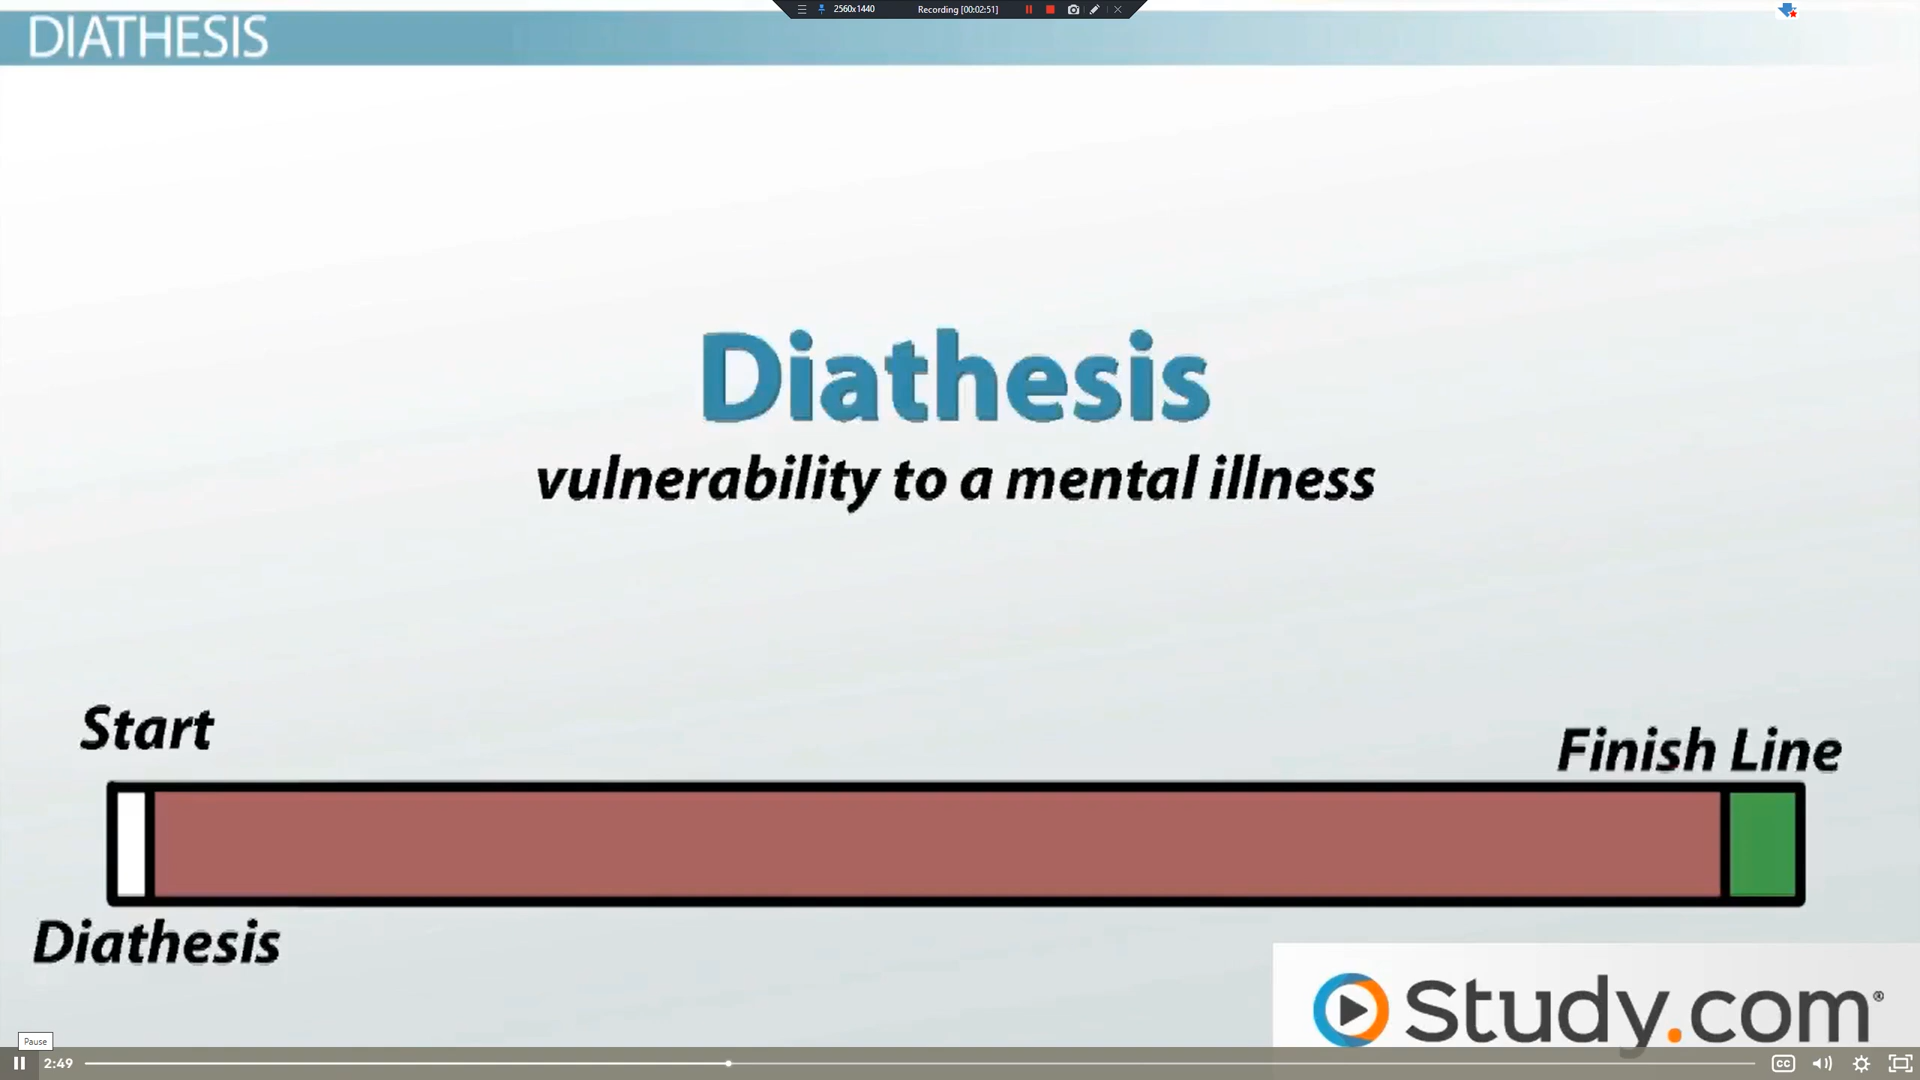 2560x1440 Recording [00:02:51]
DIATHESIS
Diathesis
vulnerability to a mental illness
Start
Finish Line
Diathesis
Study.com®
Pause
2:49
CC